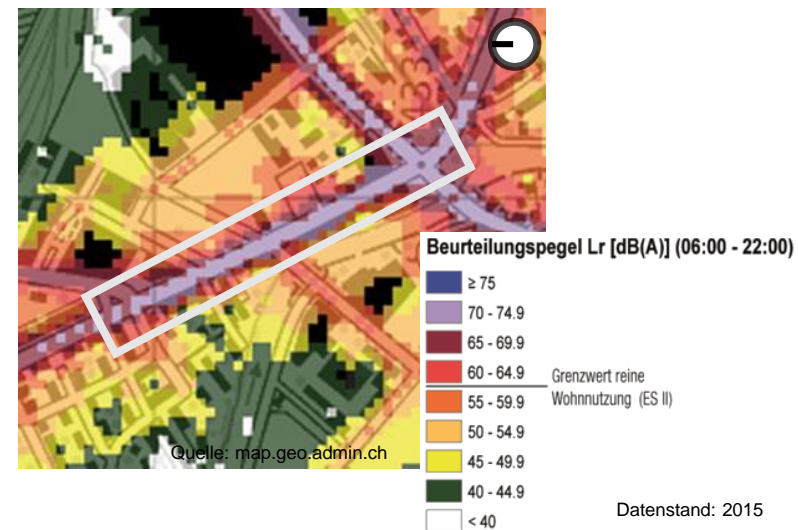 133
Quelle: map.geo.admin.ch
Beurteilungspegel Lr [dB(A)] (06:00 - 22:00)
≥ 75
70 - 74.9
65 - 69.9
60 - 64.9
Grenzwert reine
Wohnnutzung (ES II)
55 - 59.9
50 - 54.9
45 - 49.9
40 - 44.9
< 40
Datenstand: 2015